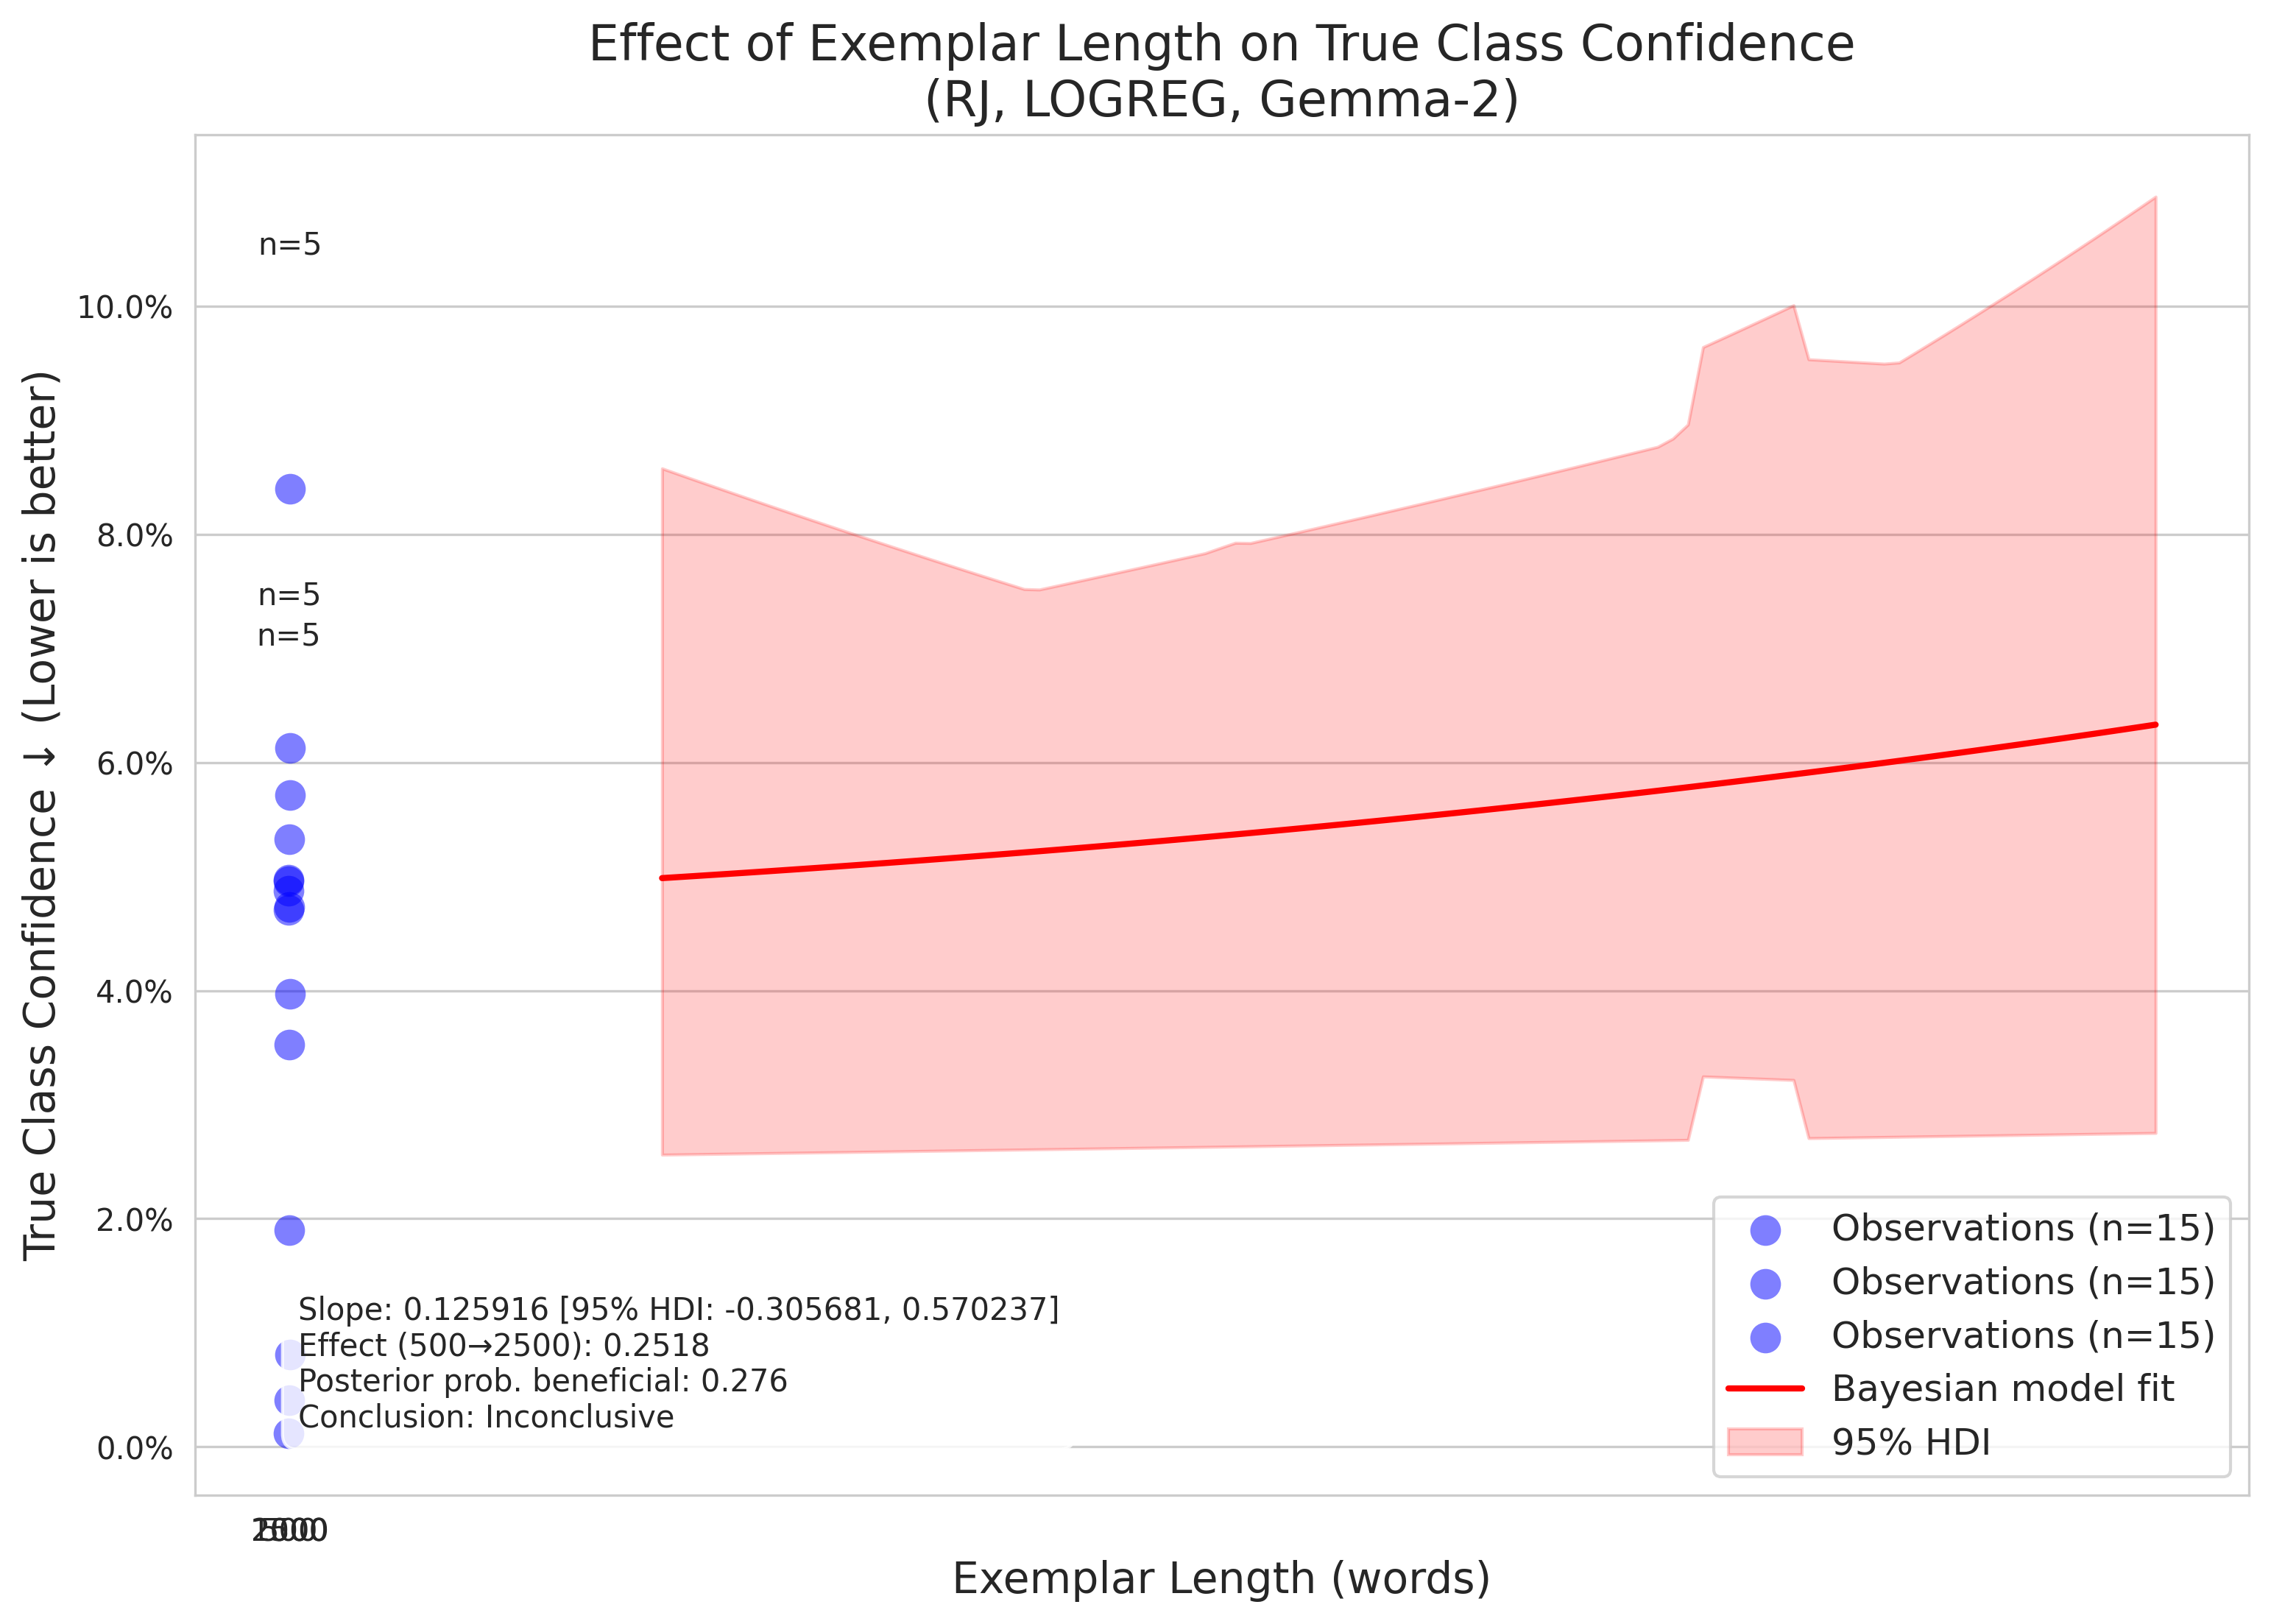 Effect of Exemplar Length on True Class Confidence
(RJ, LOGREG, Gemma-2)
True Class Confidence ↓ (Lower is better)
10.0%
8.0%
6.0%
4.0%
2.0%
0.0%
n=5
n=5
n=5
Slope: 0.125916 [95% HDI: -0.305681, 0.570237]
Effect (500→2500): 0.2518
Posterior prob. beneficial: 0.276
Conclusion: Inconclusive
Observations (n=15)
Observations (n=15)
Observations (n=15)
Bayesian model fit
95% HDI
Exemplar Length (words)